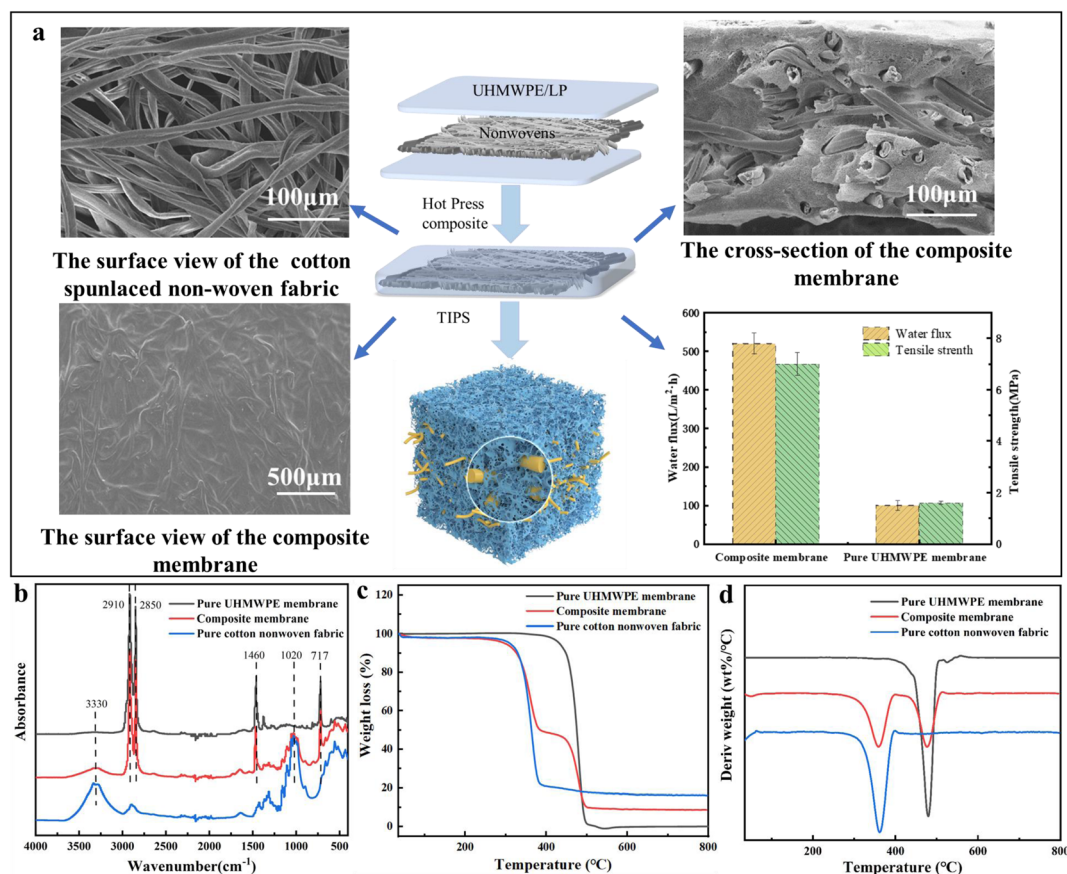 a
100μm
The surface view of the cotton
spunlaced non-woven fabric
UHMWPE/LP
Nonwovens
Hot Press
composite
TIPS
100μm
The cross-section of the composite
membrane
500μm
The surface view of the composite
membrane
600
500
400
300
200
100
0
Water flux(L/m²·h)
Water flux
Tensile strenth
8
6
4
2
0
Tensile strength(MPa)
Composite membrane
Pure UHMWPE membrane
b
2910
2850
Pure UHMWPE membrane
Composite membrane
Pure cotton nonwoven fabric
1460
1020
717
3330
Absorbance
4000 3500 3000 2500 2000 1500 1000 500
Wavenumber(cm⁻¹)
c
120
100
80
60
40
20
0
Weight loss (%)
Pure UHMWPE membrane
Composite membrane
Pure cotton nonwoven fabric
200 400 600 800
Temperature (℃)
d
Deriv weight (wt%/℃)
Pure UHMWPE membrane
Composite membrane
Pure cotton nonwoven fabric
200 400 600 800
Temperature (℃)